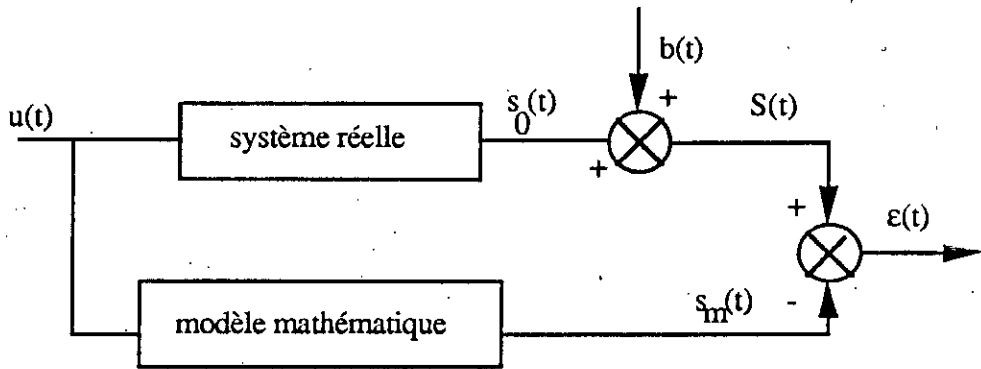 b(t)
u(t)
système réelle
s₀(t)
+
+
S(t)
+
ε(t)
modèle mathématique
sₘ(t)
-